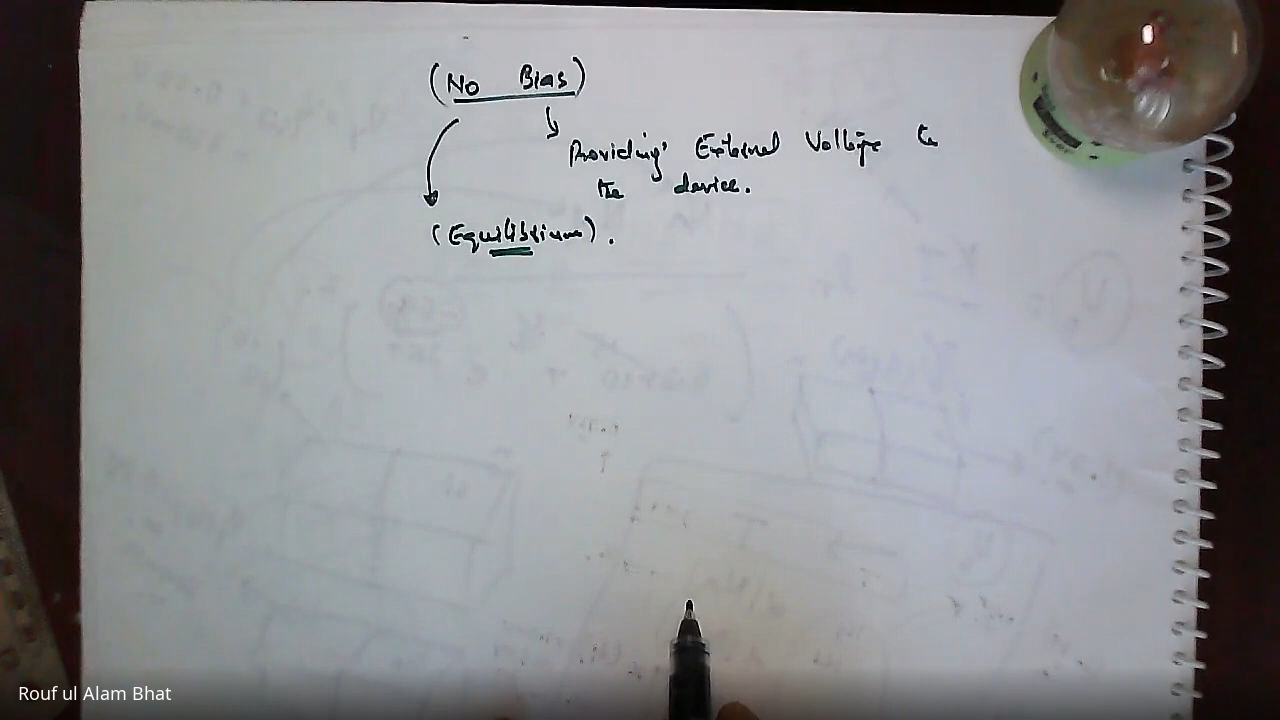 (No Bias)
Providing External Voltage to
the device.
(Equilibrium).
Rouf ul Alam Bhat